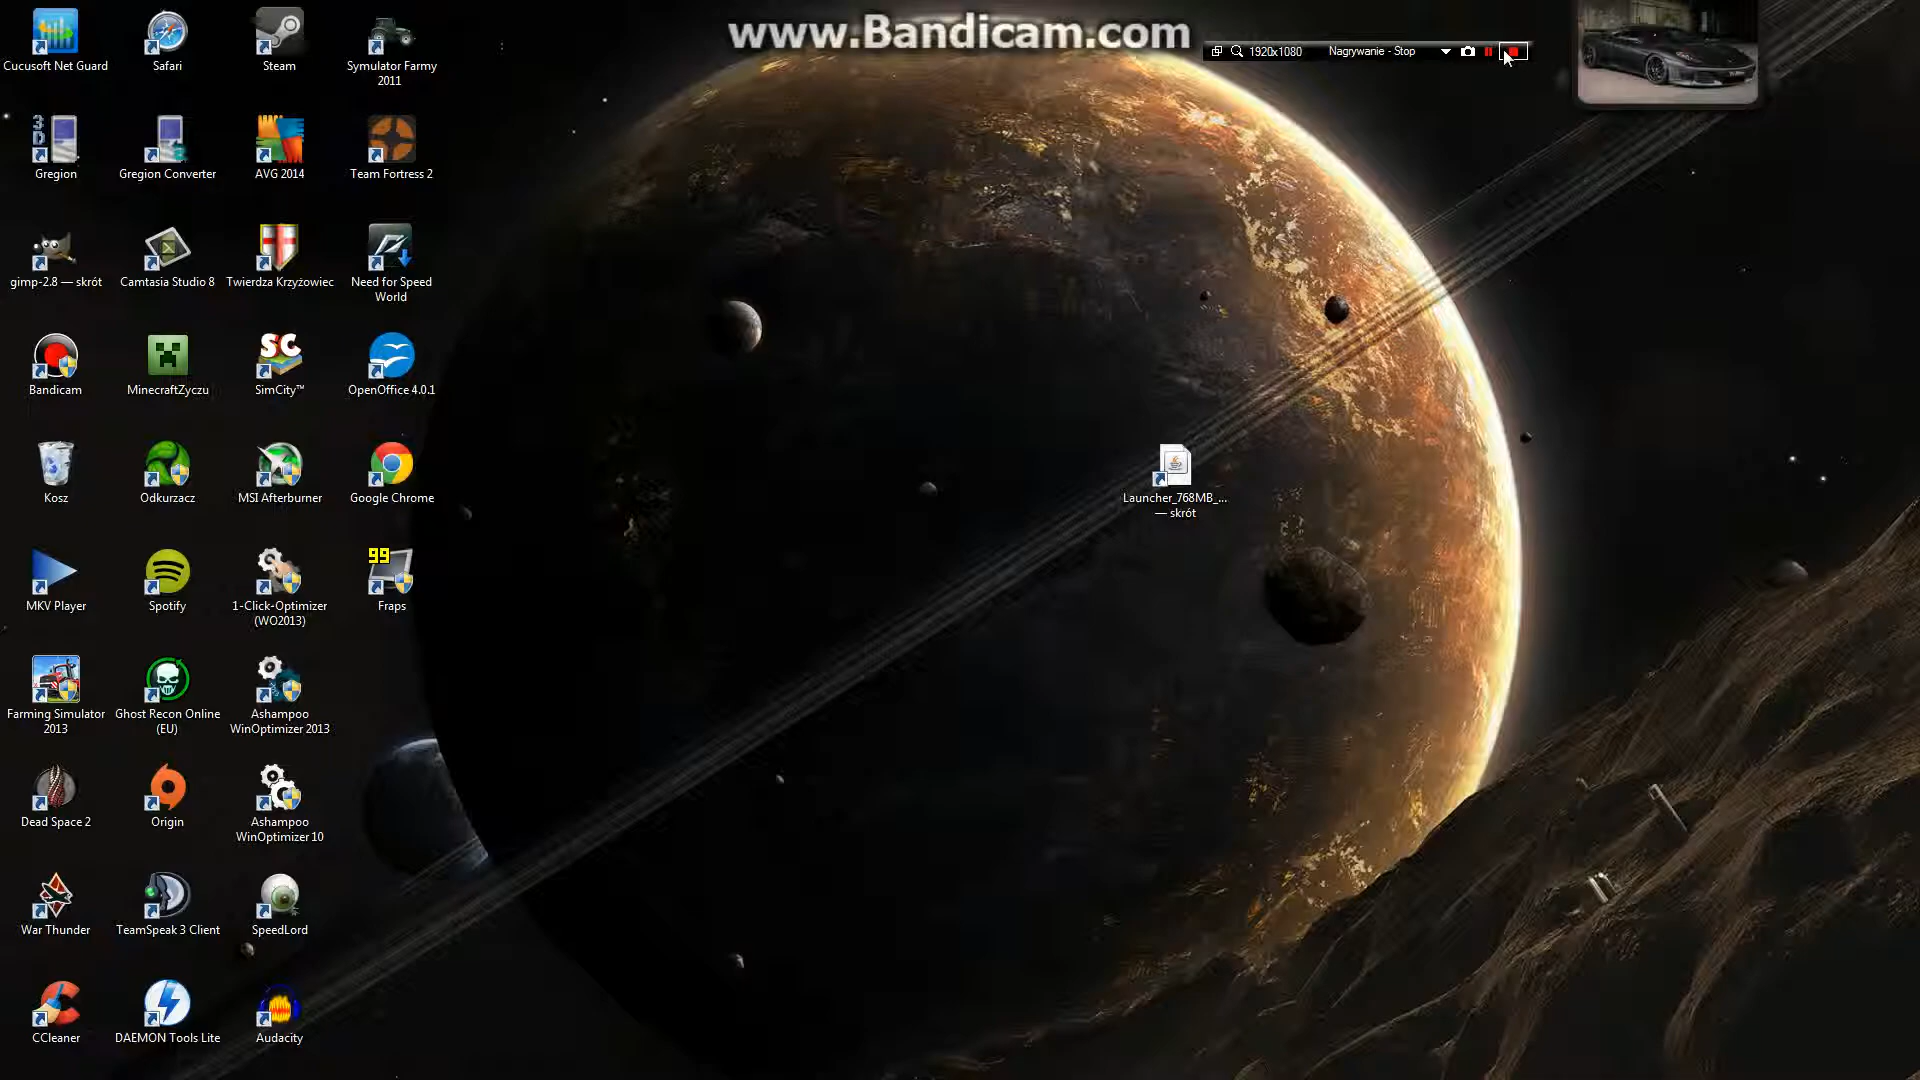 www.Bandicam.com
1920x1080
Nagrywanie - Stop
Cucusoft Net Guard
Safari
Steam
Symulator Farmy
2011
3D
Gregion
Gregion Converter
AVG 2014
Team Fortress 2
gimp-2.8 — skrót
Camtasia Studio 8
Twierdza Krzyżowiec
Need for Speed
World
Bandicam
MinecraftZyczu
SC
SimCity™
OpenOffice 4.0.1
Kosz
Odkurzacz
MSI Afterburner
Google Chrome
Launcher_768MB_...
— skrót
MKV Player
Spotify
1-Click-Optimizer
(WO2013)
99
Fraps
Farming Simulator
2013
Ghost Recon Online
(EU)
Ashampoo
WinOptimizer 2013
Dead Space 2
Origin
Ashampoo
WinOptimizer 10
War Thunder
TeamSpeak 3 Client
SpeedLord
CCleaner
DAEMON Tools Lite
Audacity